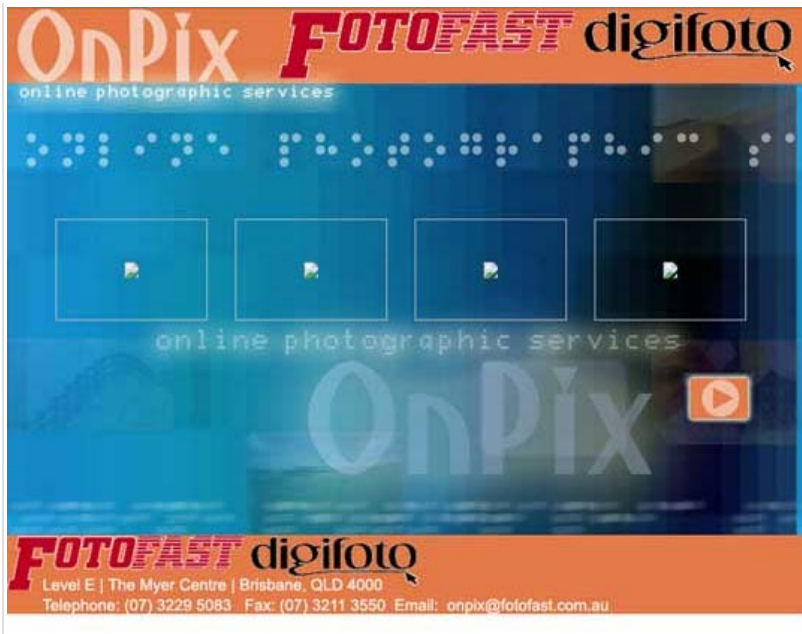 OnPix FOTOFAST digifoto
online photographic services
⠕⠝⠇⠊⠝⠑ ⠏⠓⠕⠞⠕⠛⠗⠁⠏⠓⠊⠉
online photographic services
OnPix
FOTOFAST digifoto
Level E | The Myer Centre | Brisbane, QLD 4000
Telephone: (07) 3229 5083 Fax: (07) 3211 3550 Email: onpix@fotofast.com.au